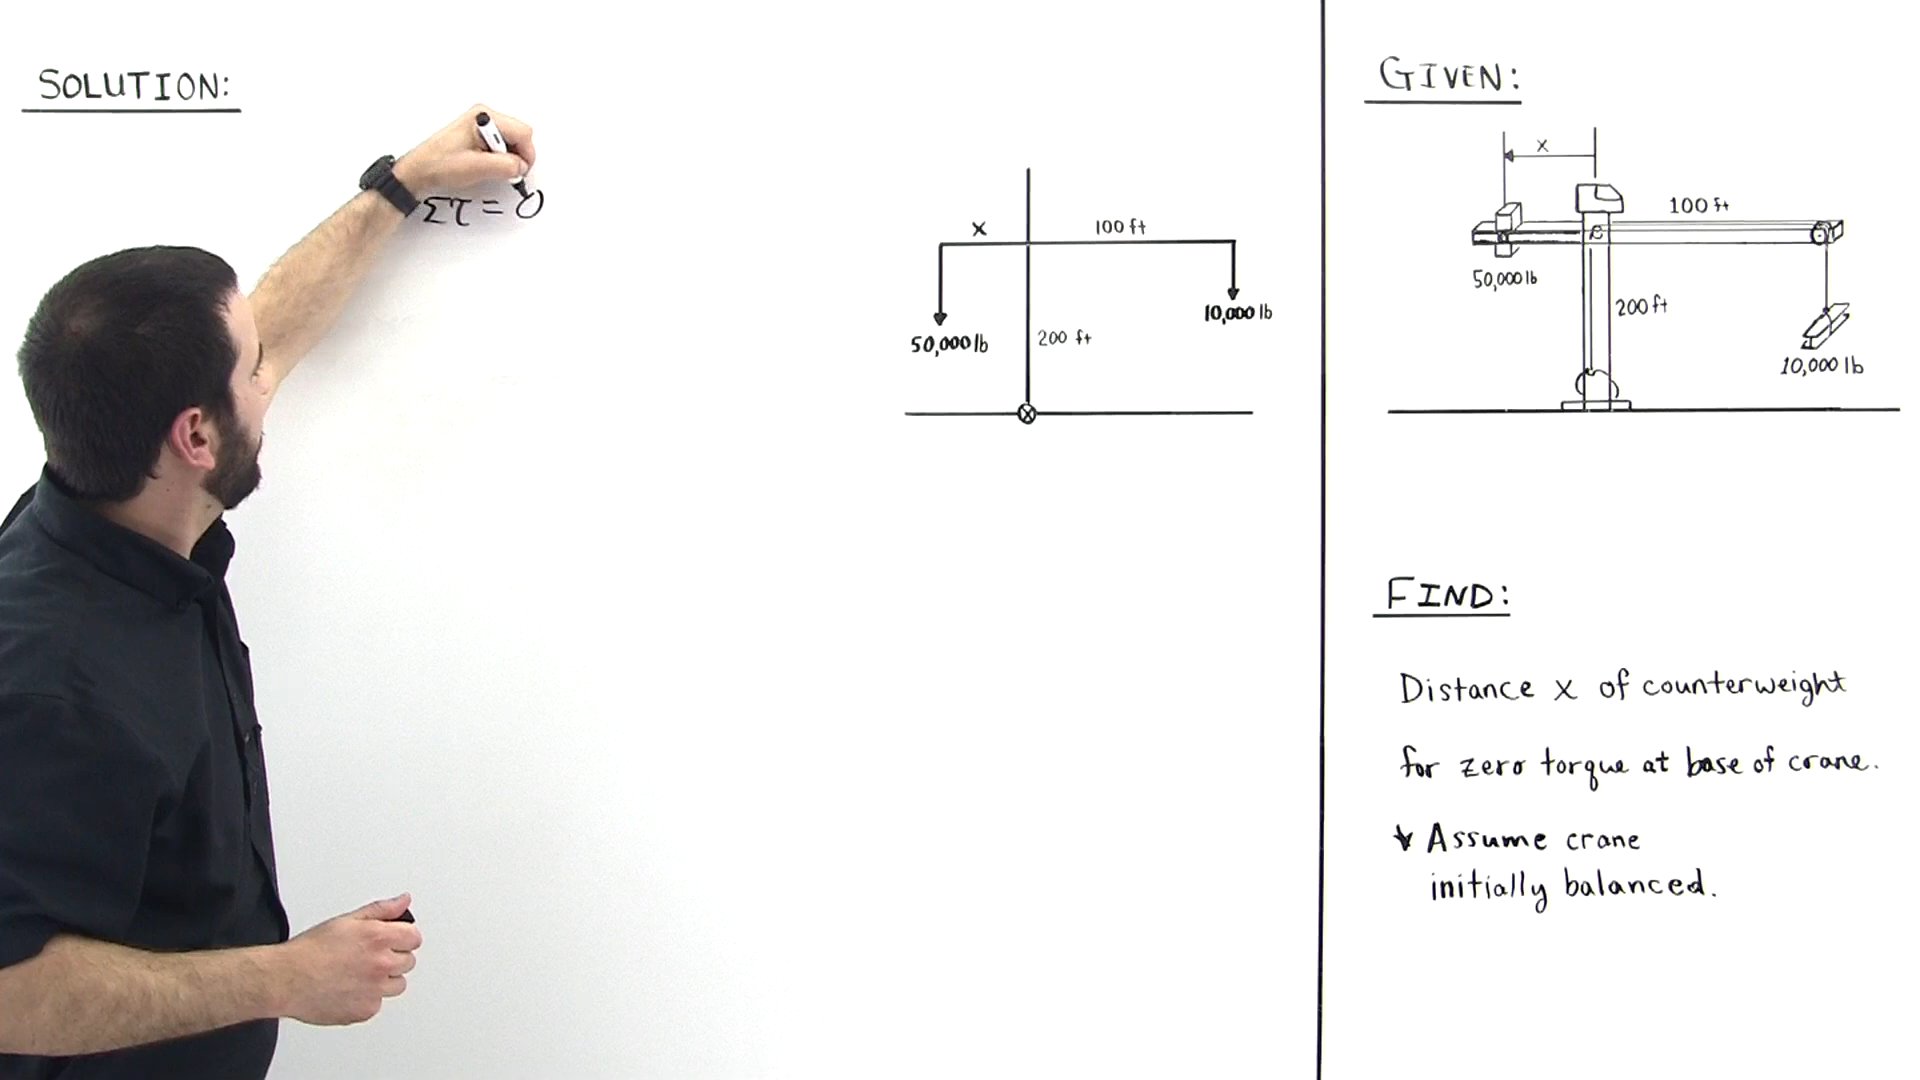 SOLUTION:
Στ = 0
x
100 ft
50,000 lb
200 ft
10,000 lb
GIVEN:
x
100 ft
50,000 lb
200 ft
10,000 lb
FIND:
Distance x of counterweight
for zero torque at base of crane.
* Assume crane
initially balanced.